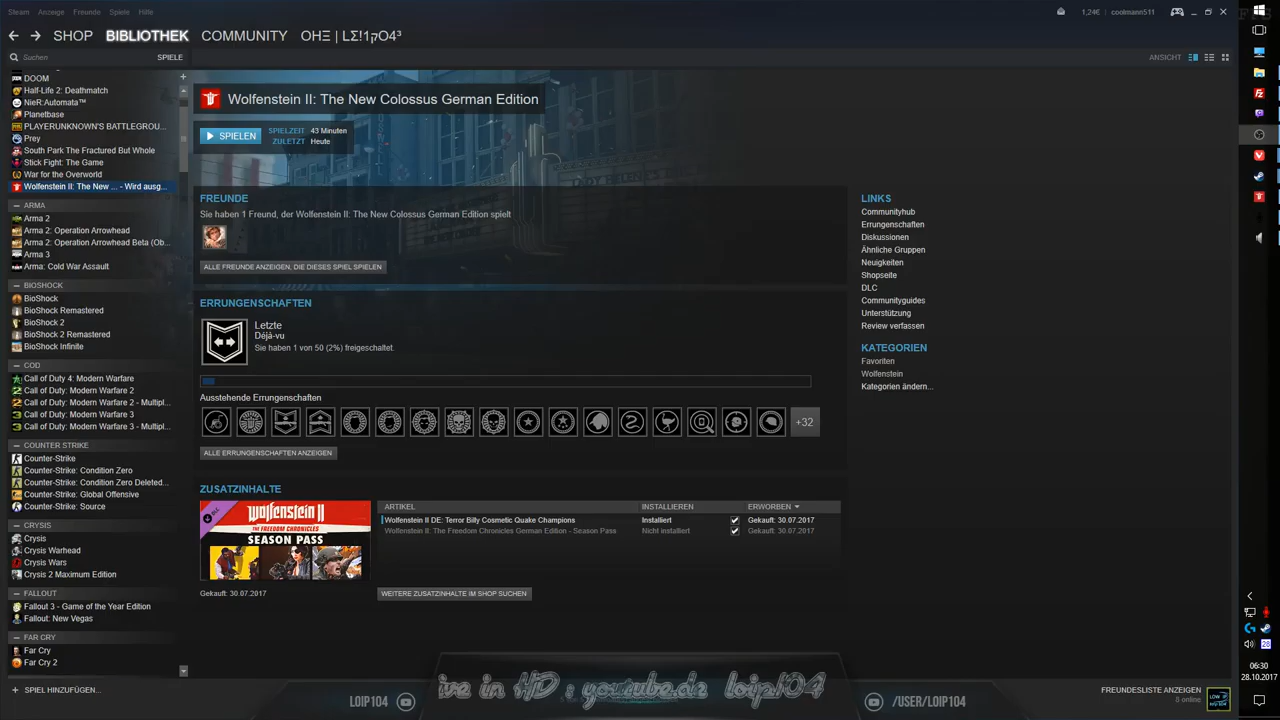 Steam Anzeige Freunde Spiele Hilfe
1,24€ coolmann511
SHOP BIBLIOTHEK COMMUNITY
Suchen SPIELE
ANSICHT
DOOM
Half-Life 2: Deathmatch
NieR:Automata™
Planetbase
PLAYERUNKNOWN'S BATTLEGROU...
Prey
South Park The Fractured But Whole
Stick Fight: The Game
War for the Overworld
Wolfenstein II: The New ... - Wird ausg...
ARMA
Arma 2
Arma 2: Operation Arrowhead
Arma 2: Operation Arrowhead Beta (Ob...
Arma 3
Arma: Cold War Assault
BIOSHOCK
BioShock
BioShock Remastered
BioShock 2
BioShock 2 Remastered
BioShock Infinite
COD
Call of Duty 4: Modern Warfare
Call of Duty: Modern Warfare 2
Call of Duty: Modern Warfare 2 - Multipl...
Call of Duty: Modern Warfare 3
Call of Duty: Modern Warfare 3 - Multipl...
COUNTER STRIKE
Counter-Strike
Counter-Strike: Condition Zero
Counter-Strike: Condition Zero Deleted...
Counter-Strike: Global Offensive
Counter-Strike: Source
CRYSIS
Crysis
Crysis Warhead
Crysis Wars
Crysis 2 Maximum Edition
FALLOUT
Fallout 3 - Game of the Year Edition
Fallout: New Vegas
FAR CRY
Far Cry
Far Cry 2
SPIEL HINZUFÜGEN...
Wolfenstein II: The New Colossus German Edition
SPIELEN
SPIELZEIT 43 Minuten
ZULETZT Heute
FREUNDE
Sie haben 1 Freund, der Wolfenstein II: The New Colossus German Edition spielt
ALLE FREUNDE ANZEIGEN, DIE DIESES SPIEL SPIELEN
ERRUNGENSCHAFTEN
Letzte
Déjà-vu
Sie haben 1 von 50 (2%) freigeschaltet.
Ausstehende Errungenschaften
+32
ALLE ERRUNGENSCHAFTEN ANZEIGEN
ZUSATZINHALTE
DLC
Wolfenstein II
THE FREEDOM CHRONICLES
SEASON PASS
Gekauft: 30.07.2017
ARTIKEL INSTALLIEREN ERWORBEN
Wolfenstein II DE: Terror Billy Cosmetic Quake Champions Installiert Gekauft: 30.07.2017
Wolfenstein II: The Freedom Chronicles German Edition - Season Pass Nicht installiert Gekauft: 30.07.2017
WEITERE ZUSATZINHALTE IM SHOP SUCHEN
LINKS
Communityhub
Errungenschaften
Diskussionen
Ähnliche Gruppen
Neuigkeiten
Shopseite
DLC
Communityguides
Unterstützung
Review verfassen
KATEGORIEN
Favoriten
Wolfenstein
Kategorien ändern...
ive in HD : youtube.de loip104
LOIP104
/USER/LOIP104
FREUNDESLISTE ANZEIGEN
5 online
28
06:30
28.10.2017